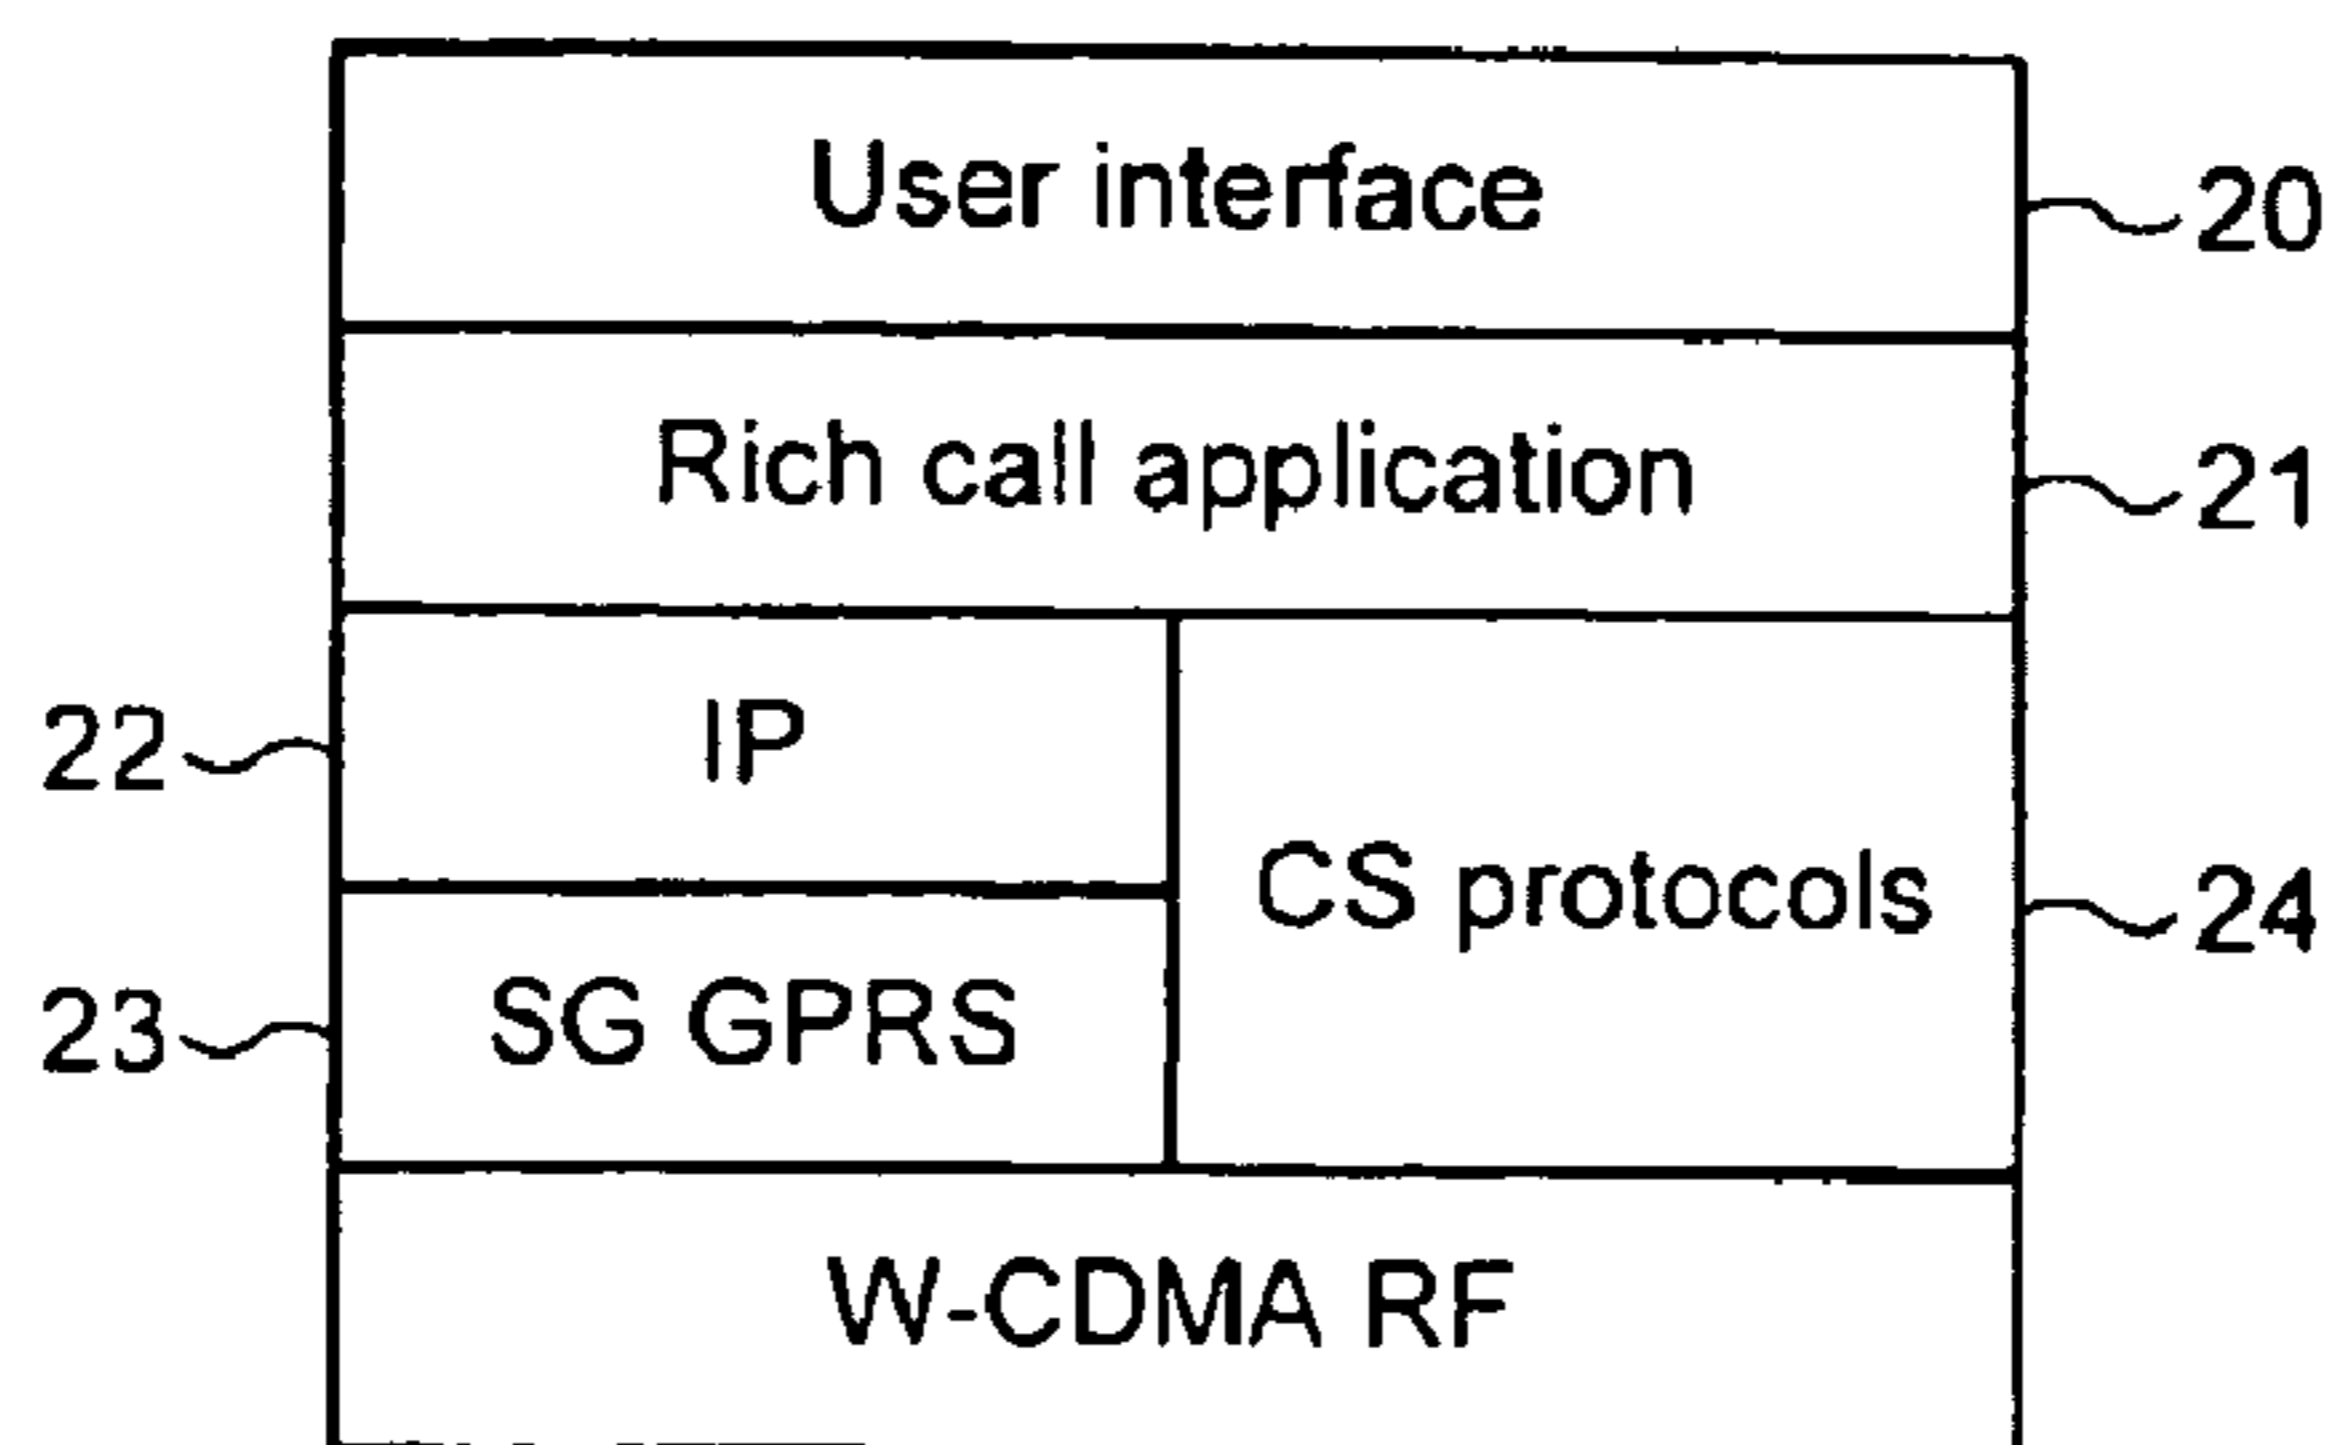 User interface
20
Rich call application
21
22
IP
CS protocols
24
23
SG GPRS
W-CDMA RF